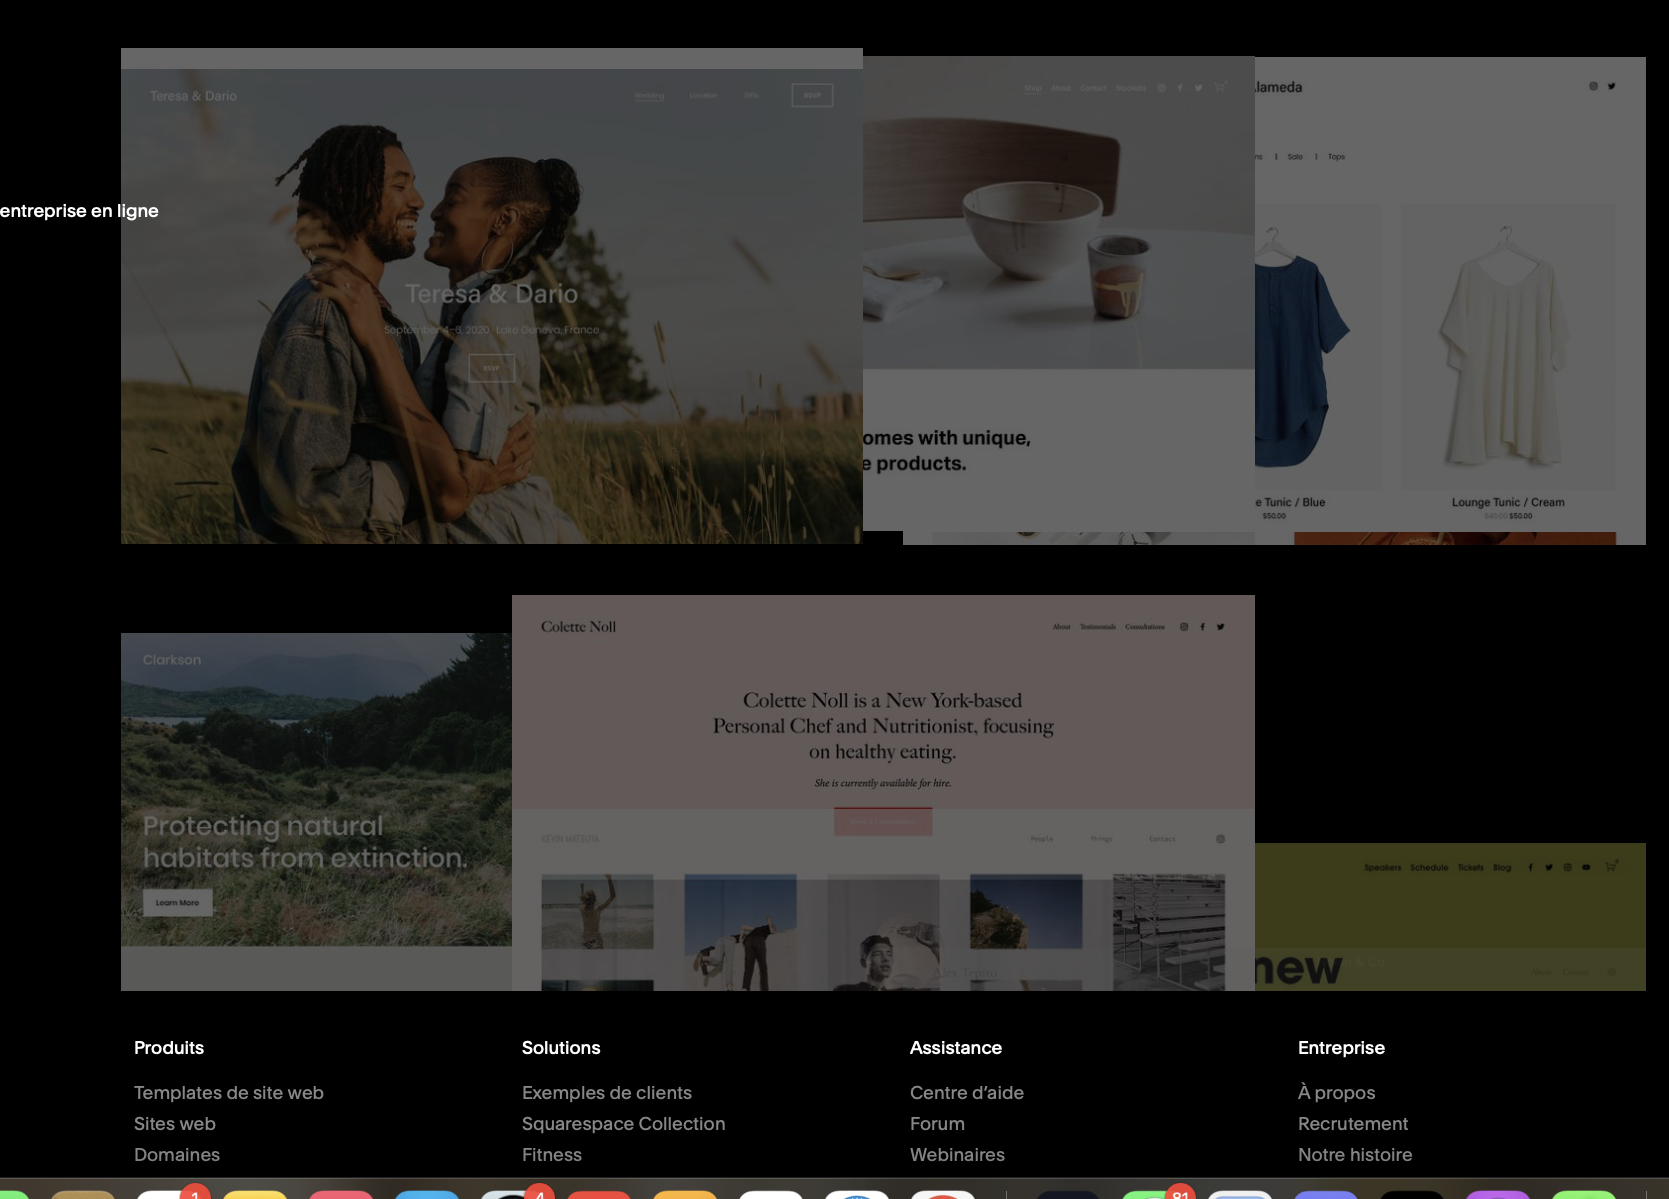 Teresa & Dario
Wedding Location Gifts RSVP
Shop About Contact Stockists
lameda
ns | Sale | Tops
entreprise en ligne
Teresa & Dario
September 4-6, 2020 Lake Geneva, France
RSVP
omes with unique,
e products.
e Tunic / Blue
$50.00
Lounge Tunic / Cream
$50.00
Clarkson
Protecting natural
habitats from extinction.
Learn More
Colette Noll
About Testimonials Consultations
Colette Noll is a New York-based
Personal Chef and Nutritionist, focusing
on healthy eating.
She is currently available for hire.
KEVIN MATSUYA
People Things Contact
Speakers Schedule Tickets Blog
new
Produits
Templates de site web
Sites web
Domaines
Solutions
Exemples de clients
Squarespace Collection
Fitness
Assistance
Centre d’aide
Forum
Webinaires
Entreprise
À propos
Recrutement
Notre histoire
1
4
81